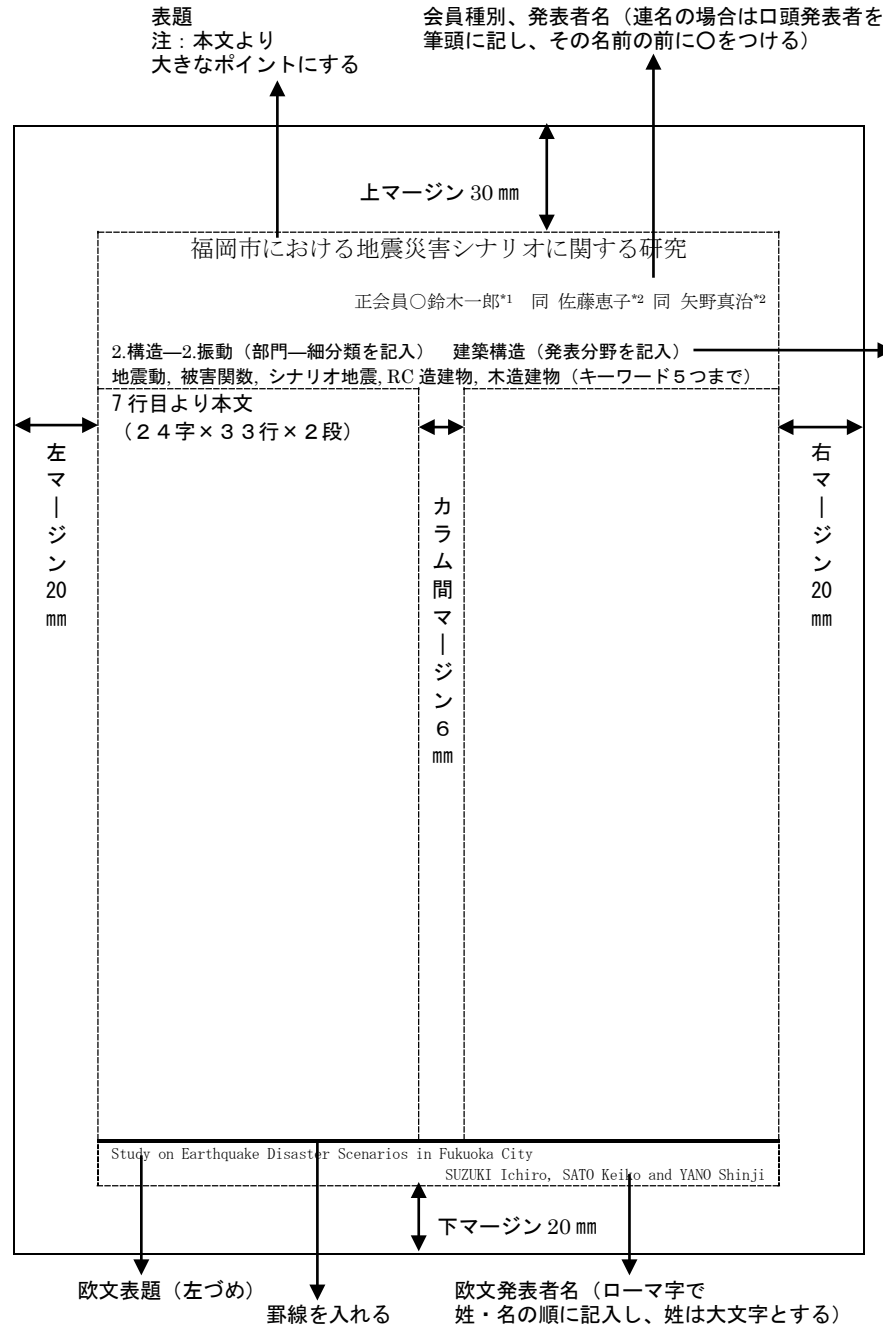 表題
注：本文より
大きなポイントにする
会員種別、発表者名（連名の場合は口頭発表者を
筆頭に記し、その名前の前に〇をつける）
上マージン 30 ㎜
福岡市における地震災害シナリオに関する研究
正会員〇鈴木一郎*1　同 佐藤恵子*2 同 矢野真治*2
2.構造―2.振動（部門―細分類を記入）　建築構造（発表分野を記入）
地震動, 被害関数, シナリオ地震, RC 造建物, 木造建物（キーワード５つまで）
7 行目より本文
（２４字×３３行×２段）
左マージン 20 ㎜
カラム間マージン ６ ㎜
右マージン 20 ㎜
Study on Earthquake Disaster Scenarios in Fukuoka City
SUZUKI Ichiro, SATO Keiko and YANO Shinji
下マージン 20 ㎜
欧文表題（左づめ）
罫線を入れる
欧文発表者名（ローマ字で
姓・名の順に記入し、姓は大文字とする）